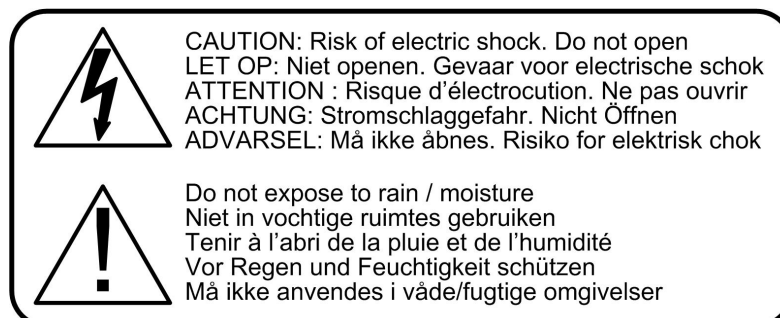 CAUTION: Risk of electric shock. Do not open
LET OP: Niet openen. Gevaar voor electrische schok
ATTENTION : Risque d’électrocution. Ne pas ouvrir
ACHTUNG: Stromschlaggefahr. Nicht Öffnen
ADVARSEL: Må ikke åbnes. Risiko for elektrisk chok
!
Do not expose to rain / moisture
Niet in vochtige ruimtes gebruiken
Tenir à l’abri de la pluie et de l’humidité
Vor Regen und Feuchtigkeit schützen
Må ikke anvendes i våde/fugtige omgivelser